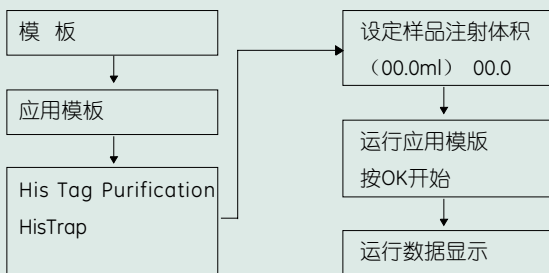 模 板
应用模板
His Tag Purification
HisTrap
设定样品注射体积
（00.0ml） 00.0
运行应用模版
按OK开始
运行数据显示